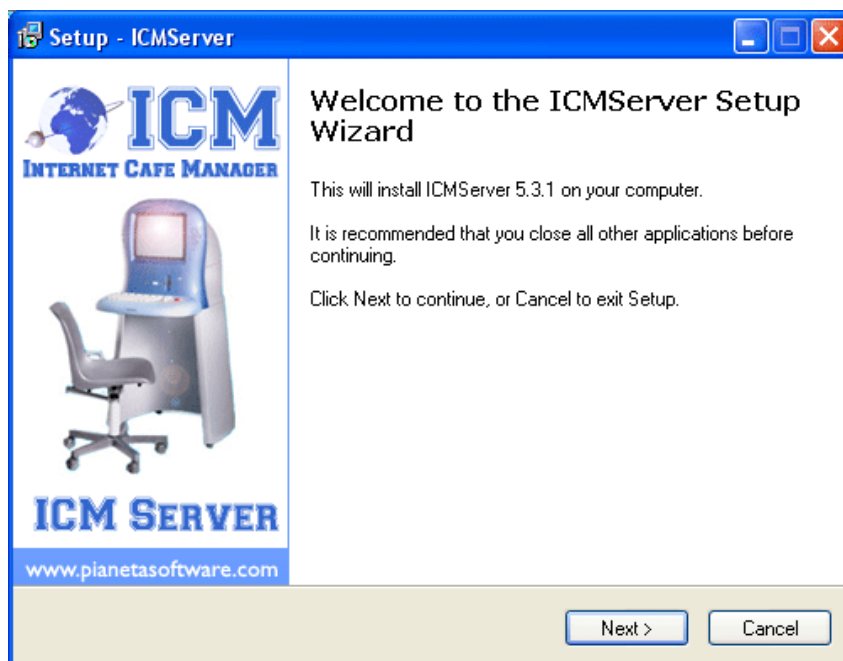 Setup - ICMServer
ICM
INTERNET CAFE MANAGER
ICM SERVER
www.pianetasoftware.com
Welcome to the ICMServer Setup
Wizard
This will install ICMServer 5.3.1 on your computer.
It is recommended that you close all other applications before
continuing.
Click Next to continue, or Cancel to exit Setup.
Next >
Cancel